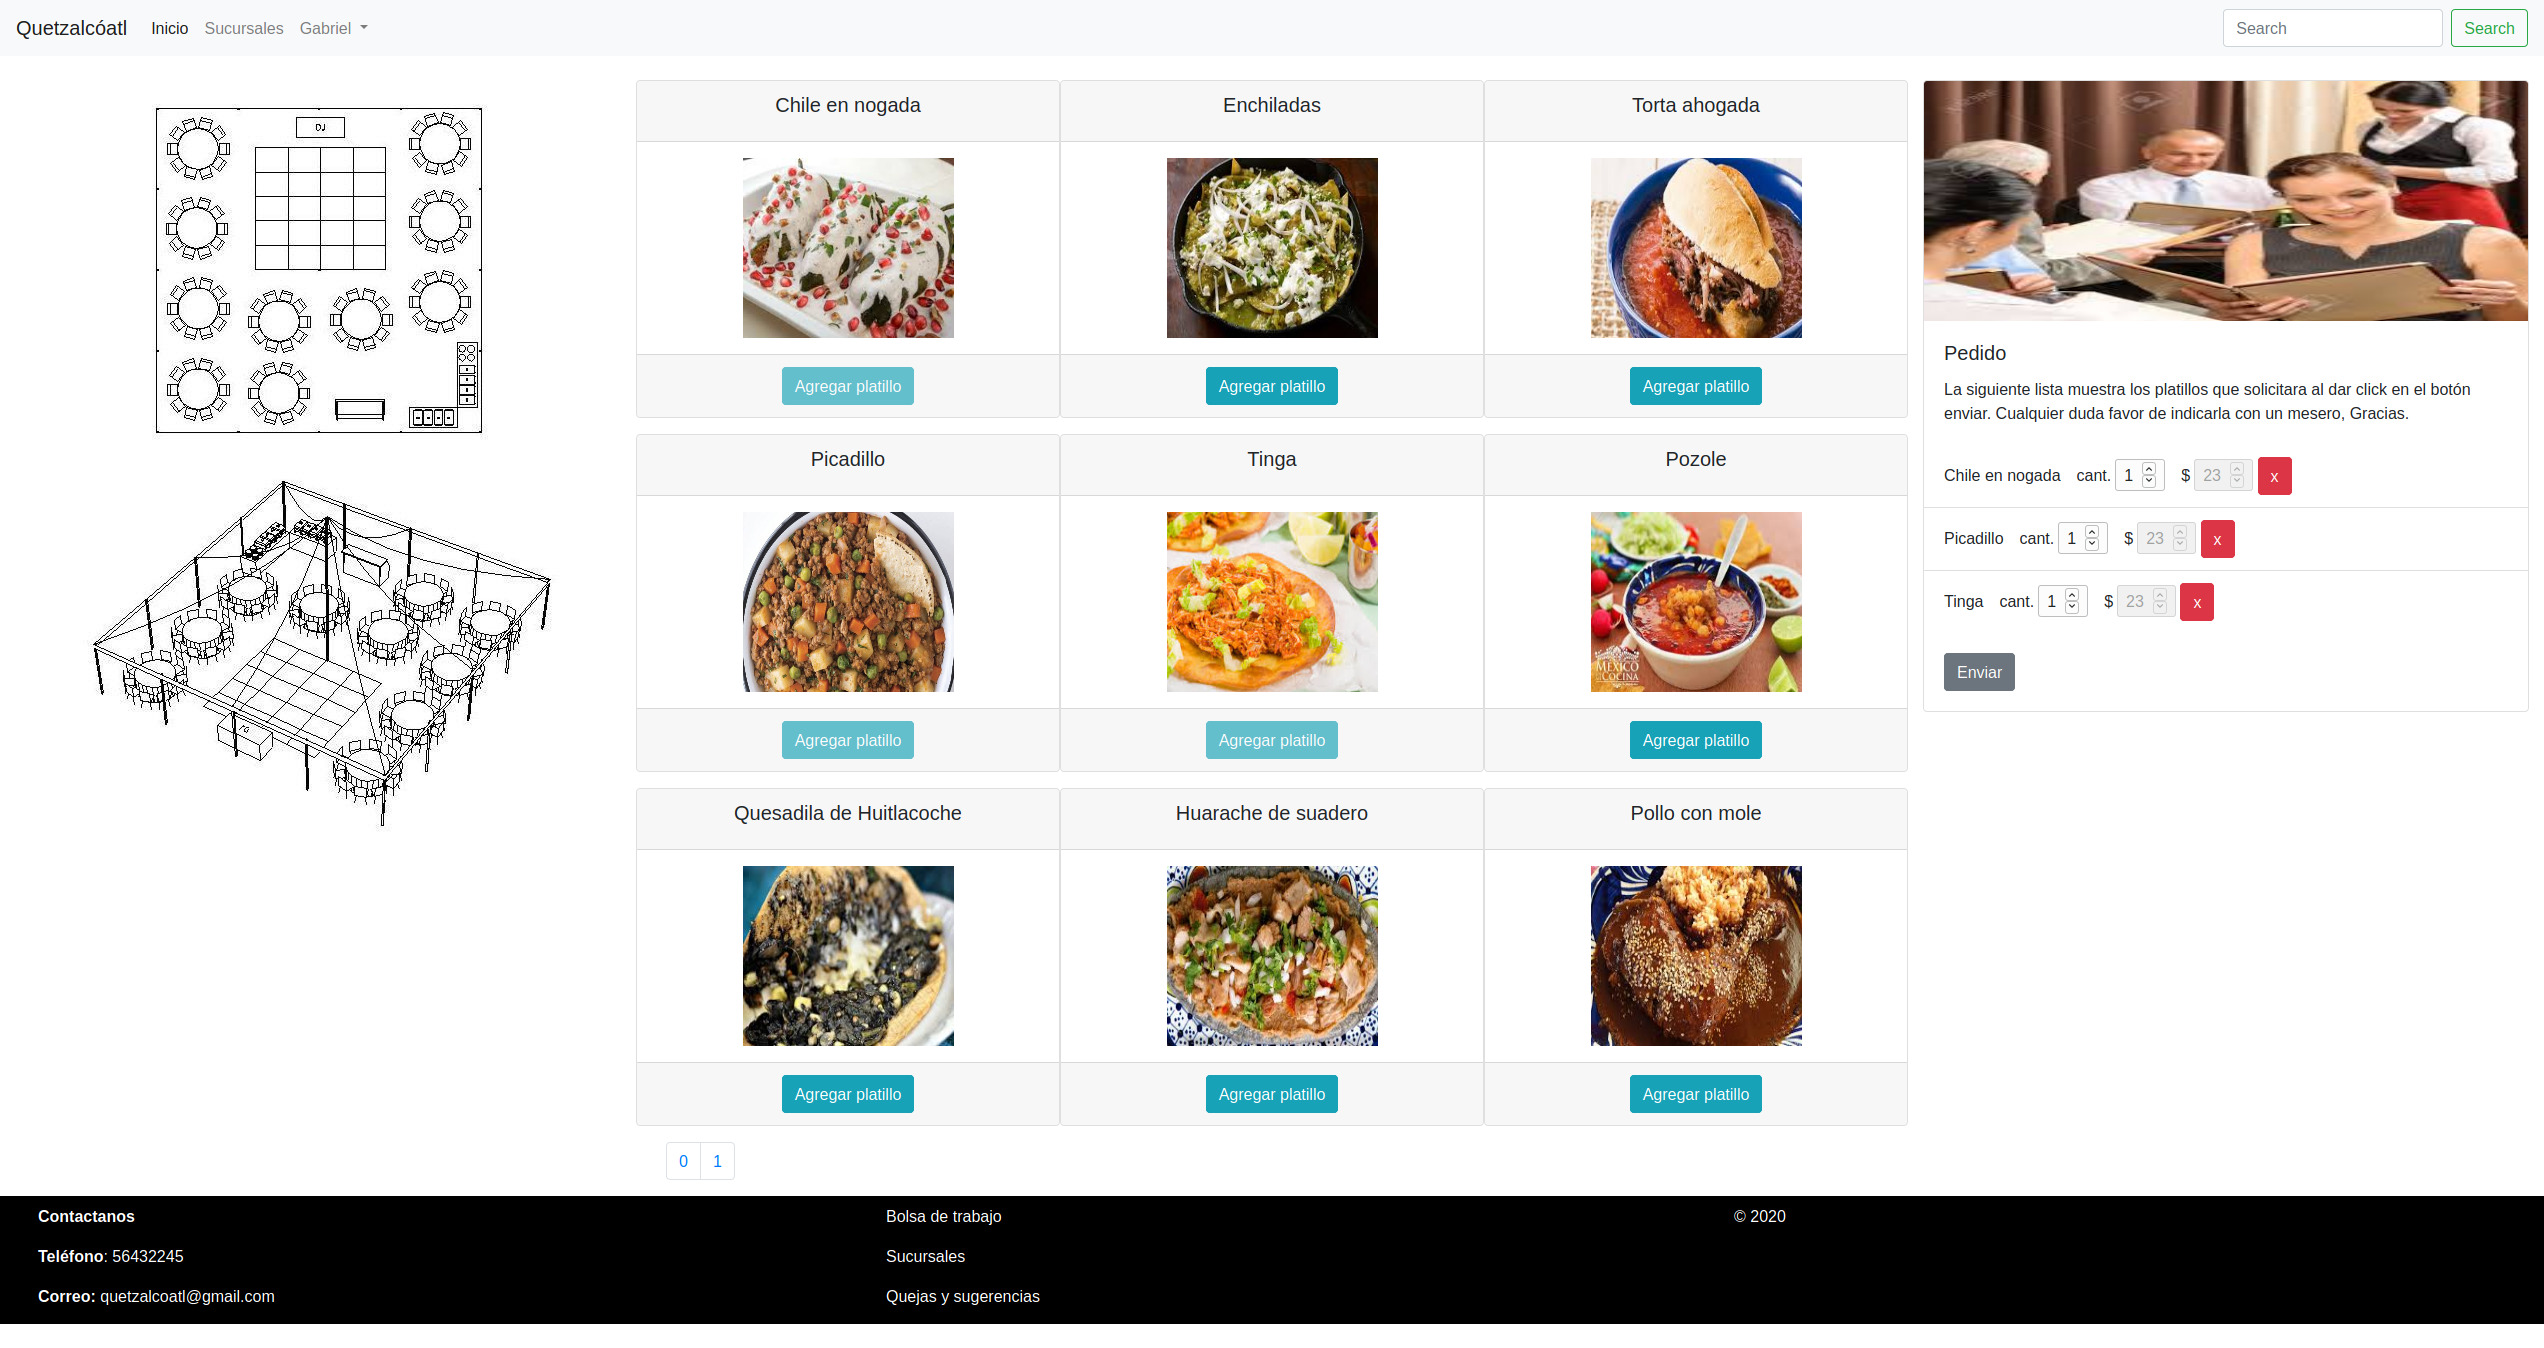 Quetzalcóatl Inicio Sucursales Gabriel Search Search
DJ
Chile en nogada Enchiladas Torta ahogada
Agregar platillo Agregar platillo Agregar platillo
Picadillo Tinga Pozole
MEXICO
COCINA
Agregar platillo Agregar platillo Agregar platillo
Quesadila de Huitlacoche Huarache de suadero Pollo con mole
Agregar platillo Agregar platillo Agregar platillo
0 1
Pedido
La siguiente lista muestra los platillos que solicitara al dar click en el botón
enviar. Cualquier duda favor de indicarla con un mesero, Gracias.
Chile en nogada cant. 1 $ 23 x
Picadillo cant. 1 $ 23 x
Tinga cant. 1 $ 23 x
Enviar
Contactanos Bolsa de trabajo © 2020
Teléfono: 56432245 Sucursales
Correo: quetzalcoatl@gmail.com Quejas y sugerencias